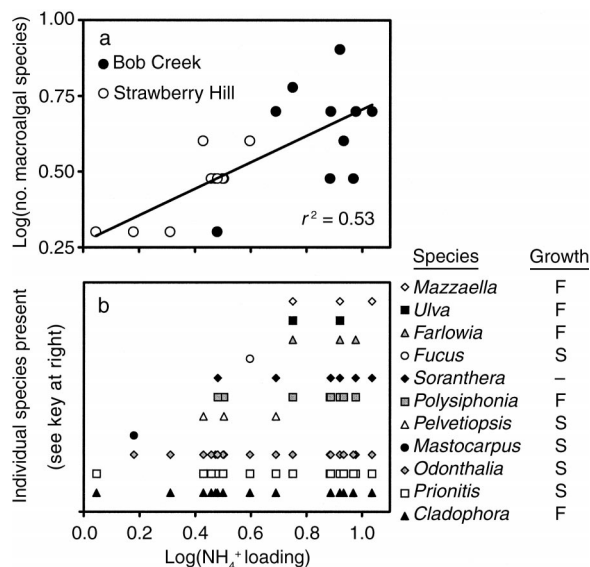 1.00
a
Bob Creek
Strawberry Hill
0.75
0.50
0.25
Log(no. macroalgal species)
r² = 0.53
b
Individual species present
(see key at right)
0.0 0.2 0.4 0.6 0.8 1.0
Log(NH₄⁺ loading)
Species Growth
Mazzaella F
Ulva F
Farlowia F
Fucus S
Soranthera –
Polysiphonia F
Pelvetiopsis S
Mastocarpus S
Odonthalia S
Prionitis S
Cladophora F